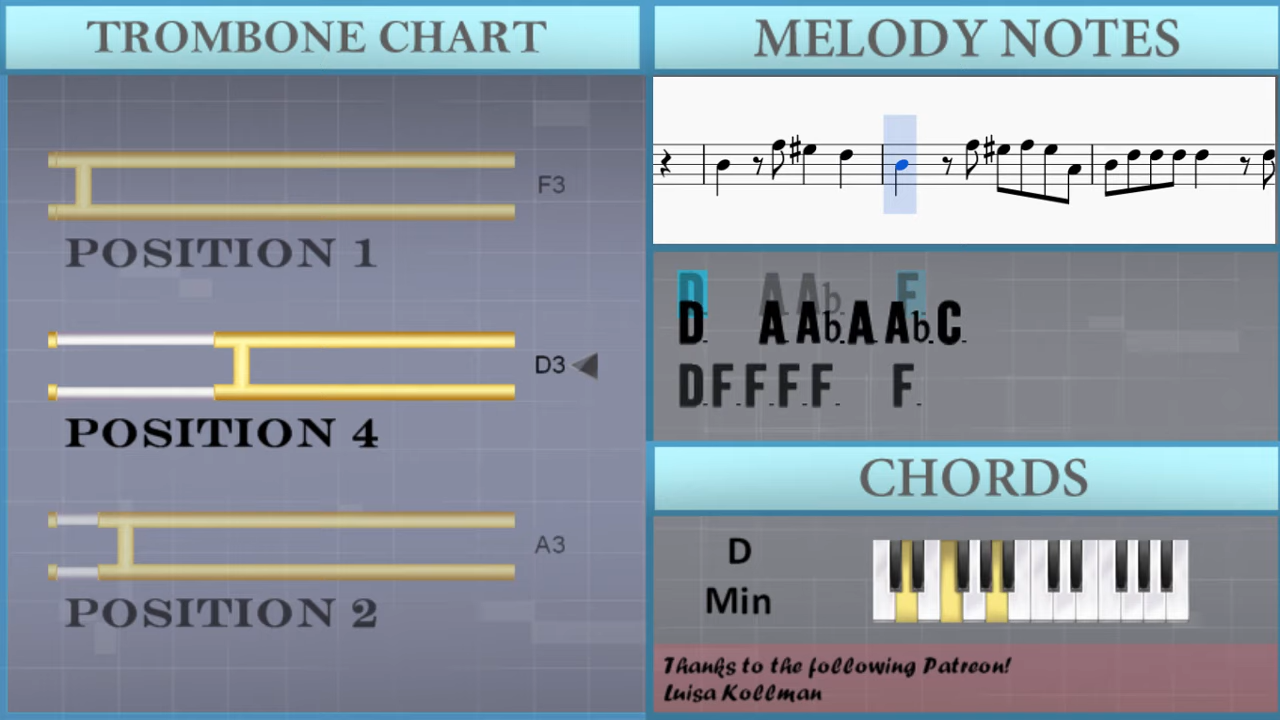 TROMBONE CHART
F3
POSITION 1
D3
POSITION 4
A3
POSITION 2
MELODY NOTES
D A Ab F
D. A Ab.A Ab.C.
D.F.F.F.F. F.
CHORDS
D
Min
Thanks to the following Patreon!
Luisa Kollman